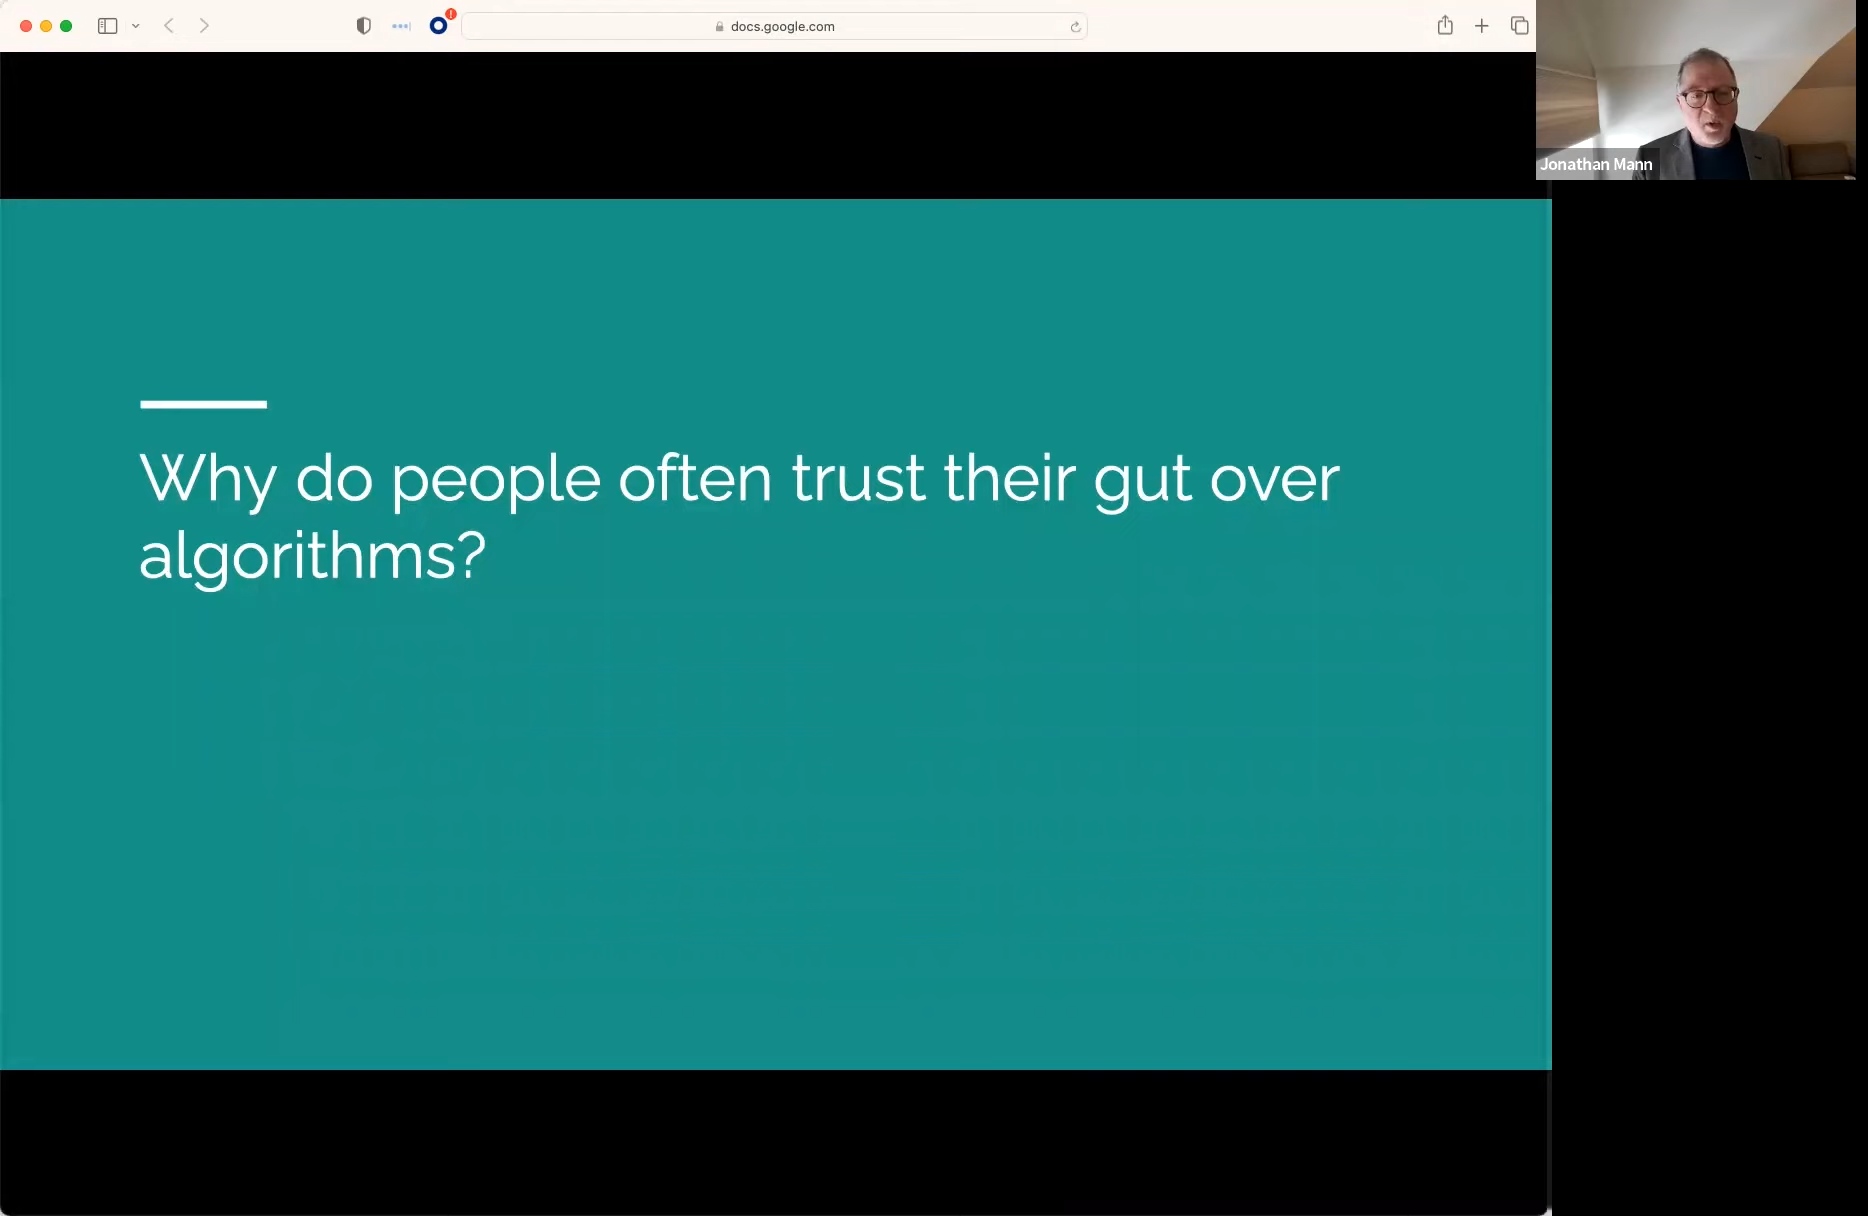 docs.google.com
Jonathan Mann
Why do people often trust their gut over
algorithms?